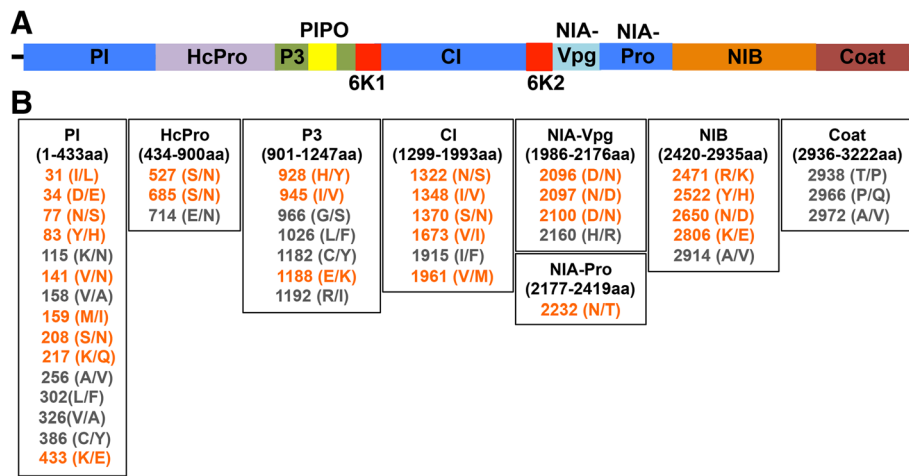 A
PIPO
NIA-
NIA-
PI
HcPro
P3
CI
Vpg
Pro
NIB
Coat
6K1
6K2
B
PI
(1-433aa)
31 (I/L)
34 (D/E)
77 (N/S)
83 (Y/H)
115 (K/N)
141 (V/N)
158 (V/A)
159 (M/I)
208 (S/N)
217 (K/Q)
256 (A/V)
302(L/F)
326(V/A)
386 (C/Y)
433 (K/E)
HcPro
(434-900aa)
527 (S/N)
685 (S/N)
714 (E/N)
P3
(901-1247aa)
928 (H/Y)
945 (I/V)
966 (G/S)
1026 (L/F)
1182 (C/Y)
1188 (E/K)
1192 (R/I)
CI
(1299-1993aa)
1322 (N/S)
1348 (I/V)
1370 (S/N)
1673 (V/I)
1915 (I/F)
1961 (V/M)
NIA-Vpg
(1986-2176aa)
2096 (D/N)
2097 (N/D)
2100 (D/N)
2160 (H/R)
NIA-Pro
(2177-2419aa)
2232 (N/T)
NIB
(2420-2935aa)
2471 (R/K)
2522 (Y/H)
2650 (N/D)
2806 (K/E)
2914 (A/V)
Coat
(2936-3222aa)
2938 (T/P)
2966 (P/Q)
2972 (A/V)